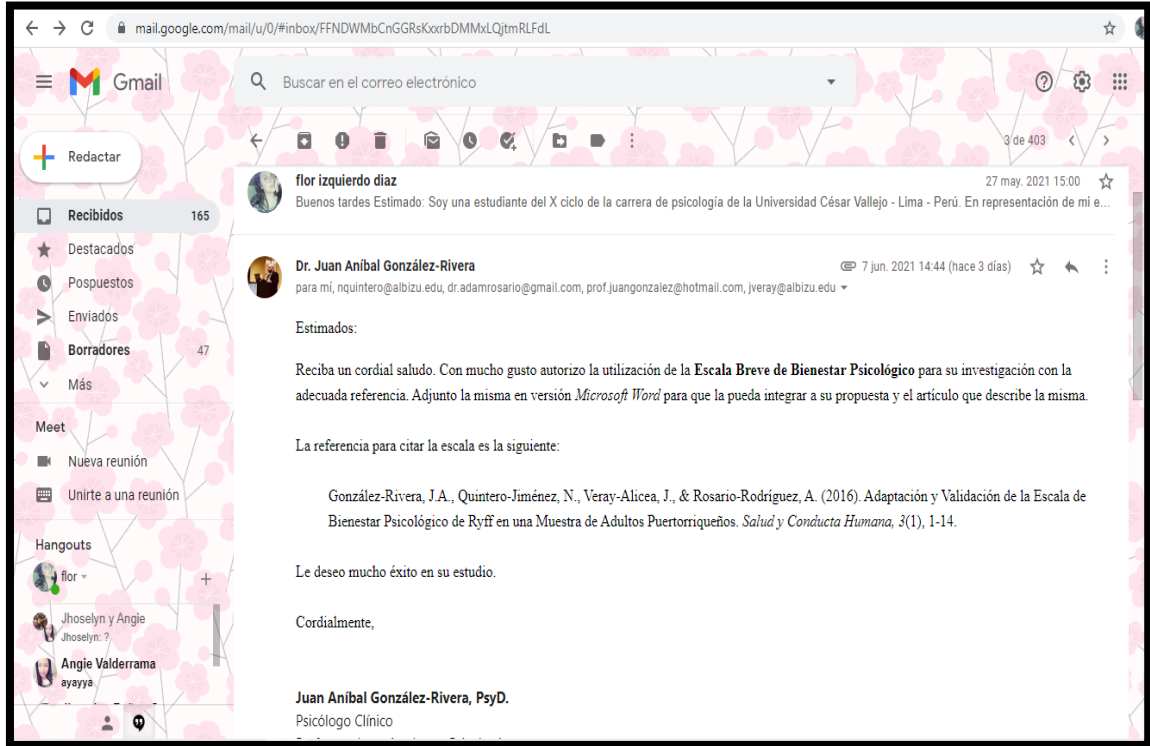 mail.google.com/mail/u/0/#inbox/FFNDWMbCnGGRsKxxrbDMMxLQjtmRLFdL
Gmail
Buscar en el correo electrónico
Redactar
3 de 403
Recibidos 165
Destacados
Pospuestos
Enviados
Borradores 47
Más
Meet
Nueva reunión
Unirte a una reunión
Hangouts
flor
Jhoselyn y Angie
Jhoselyn: ?
Angie Valderrama
ayayya
flor izquierdo diaz 27 may. 2021 15:00
Buenos tardes Estimado: Soy una estudiante del X ciclo de la carrera de psicología de la Universidad César Vallejo - Lima - Perú. En representación de mi e...
Dr. Juan Aníbal González-Rivera 7 jun. 2021 14:44 (hace 3 días)
para mí, nquintero@albizu.edu, dr.adamrosario@gmail.com, prof.juangonzalez@hotmail.com, jveray@albizu.edu
Estimados:
Reciba un cordial saludo. Con mucho gusto autorizo la utilización de la Escala Breve de Bienestar Psicológico para su investigación con la
adecuada referencia. Adjunto la misma en versión Microsoft Word para que la pueda integrar a su propuesta y el artículo que describe la misma.
La referencia para citar la escala es la siguiente:
González-Rivera, J.A., Quintero-Jiménez, N., Veray-Alicea, J., & Rosario-Rodríguez, A. (2016). Adaptación y Validación de la Escala de
Bienestar Psicológico de Ryff en una Muestra de Adultos Puertorriqueños. Salud y Conducta Humana, 3(1), 1-14.
Le deseo mucho éxito en su estudio.
Cordialmente,
Juan Aníbal González-Rivera, PsyD.
Psicólogo Clínico